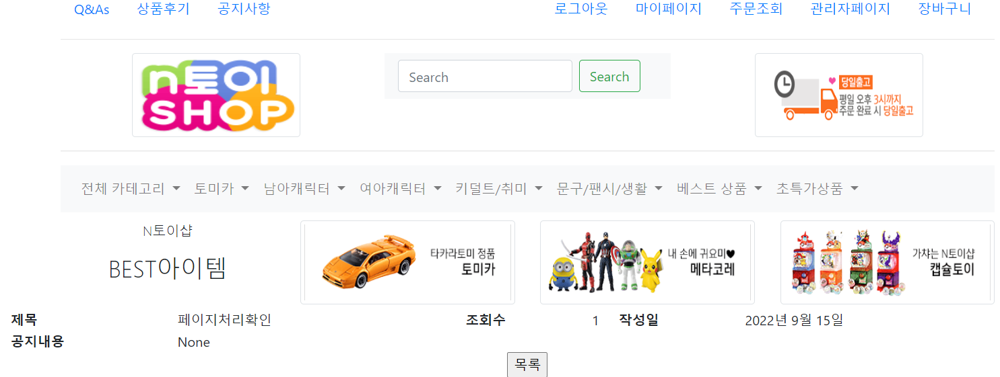 Q&As 상품후기 공지사항 로그아웃 마이페이지 주문조회 관리자페이지 장바구니
n토이
SHOP
Search Search
당일출고
평일 오후 3시까지
주문 완료 시 당일출고
전체 카테고리 토미카 남아캐릭터 여아캐릭터 키덜트/취미 문구/팬시/생활 베스트 상품 초특가상품
N토이샵
BEST아이템
타카라토미 정품
토미카
내 손에 귀요미♥
메타코레
가챠는 N토이샵
캡슐토이
제목 페이지처리확인 조회수 1 작성일 2022년 9월 15일
공지내용 None
목록